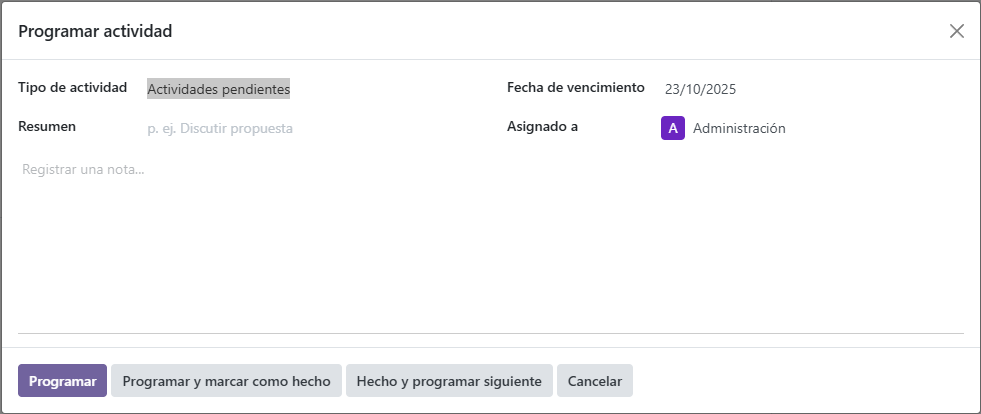 Programar actividad
Tipo de actividad Actividades pendientes Fecha de vencimiento 23/10/2025
Resumen p. ej. Discutir propuesta Asignado a A Administración
Registrar una nota...
Programar Programar y marcar como hecho Hecho y programar siguiente Cancelar